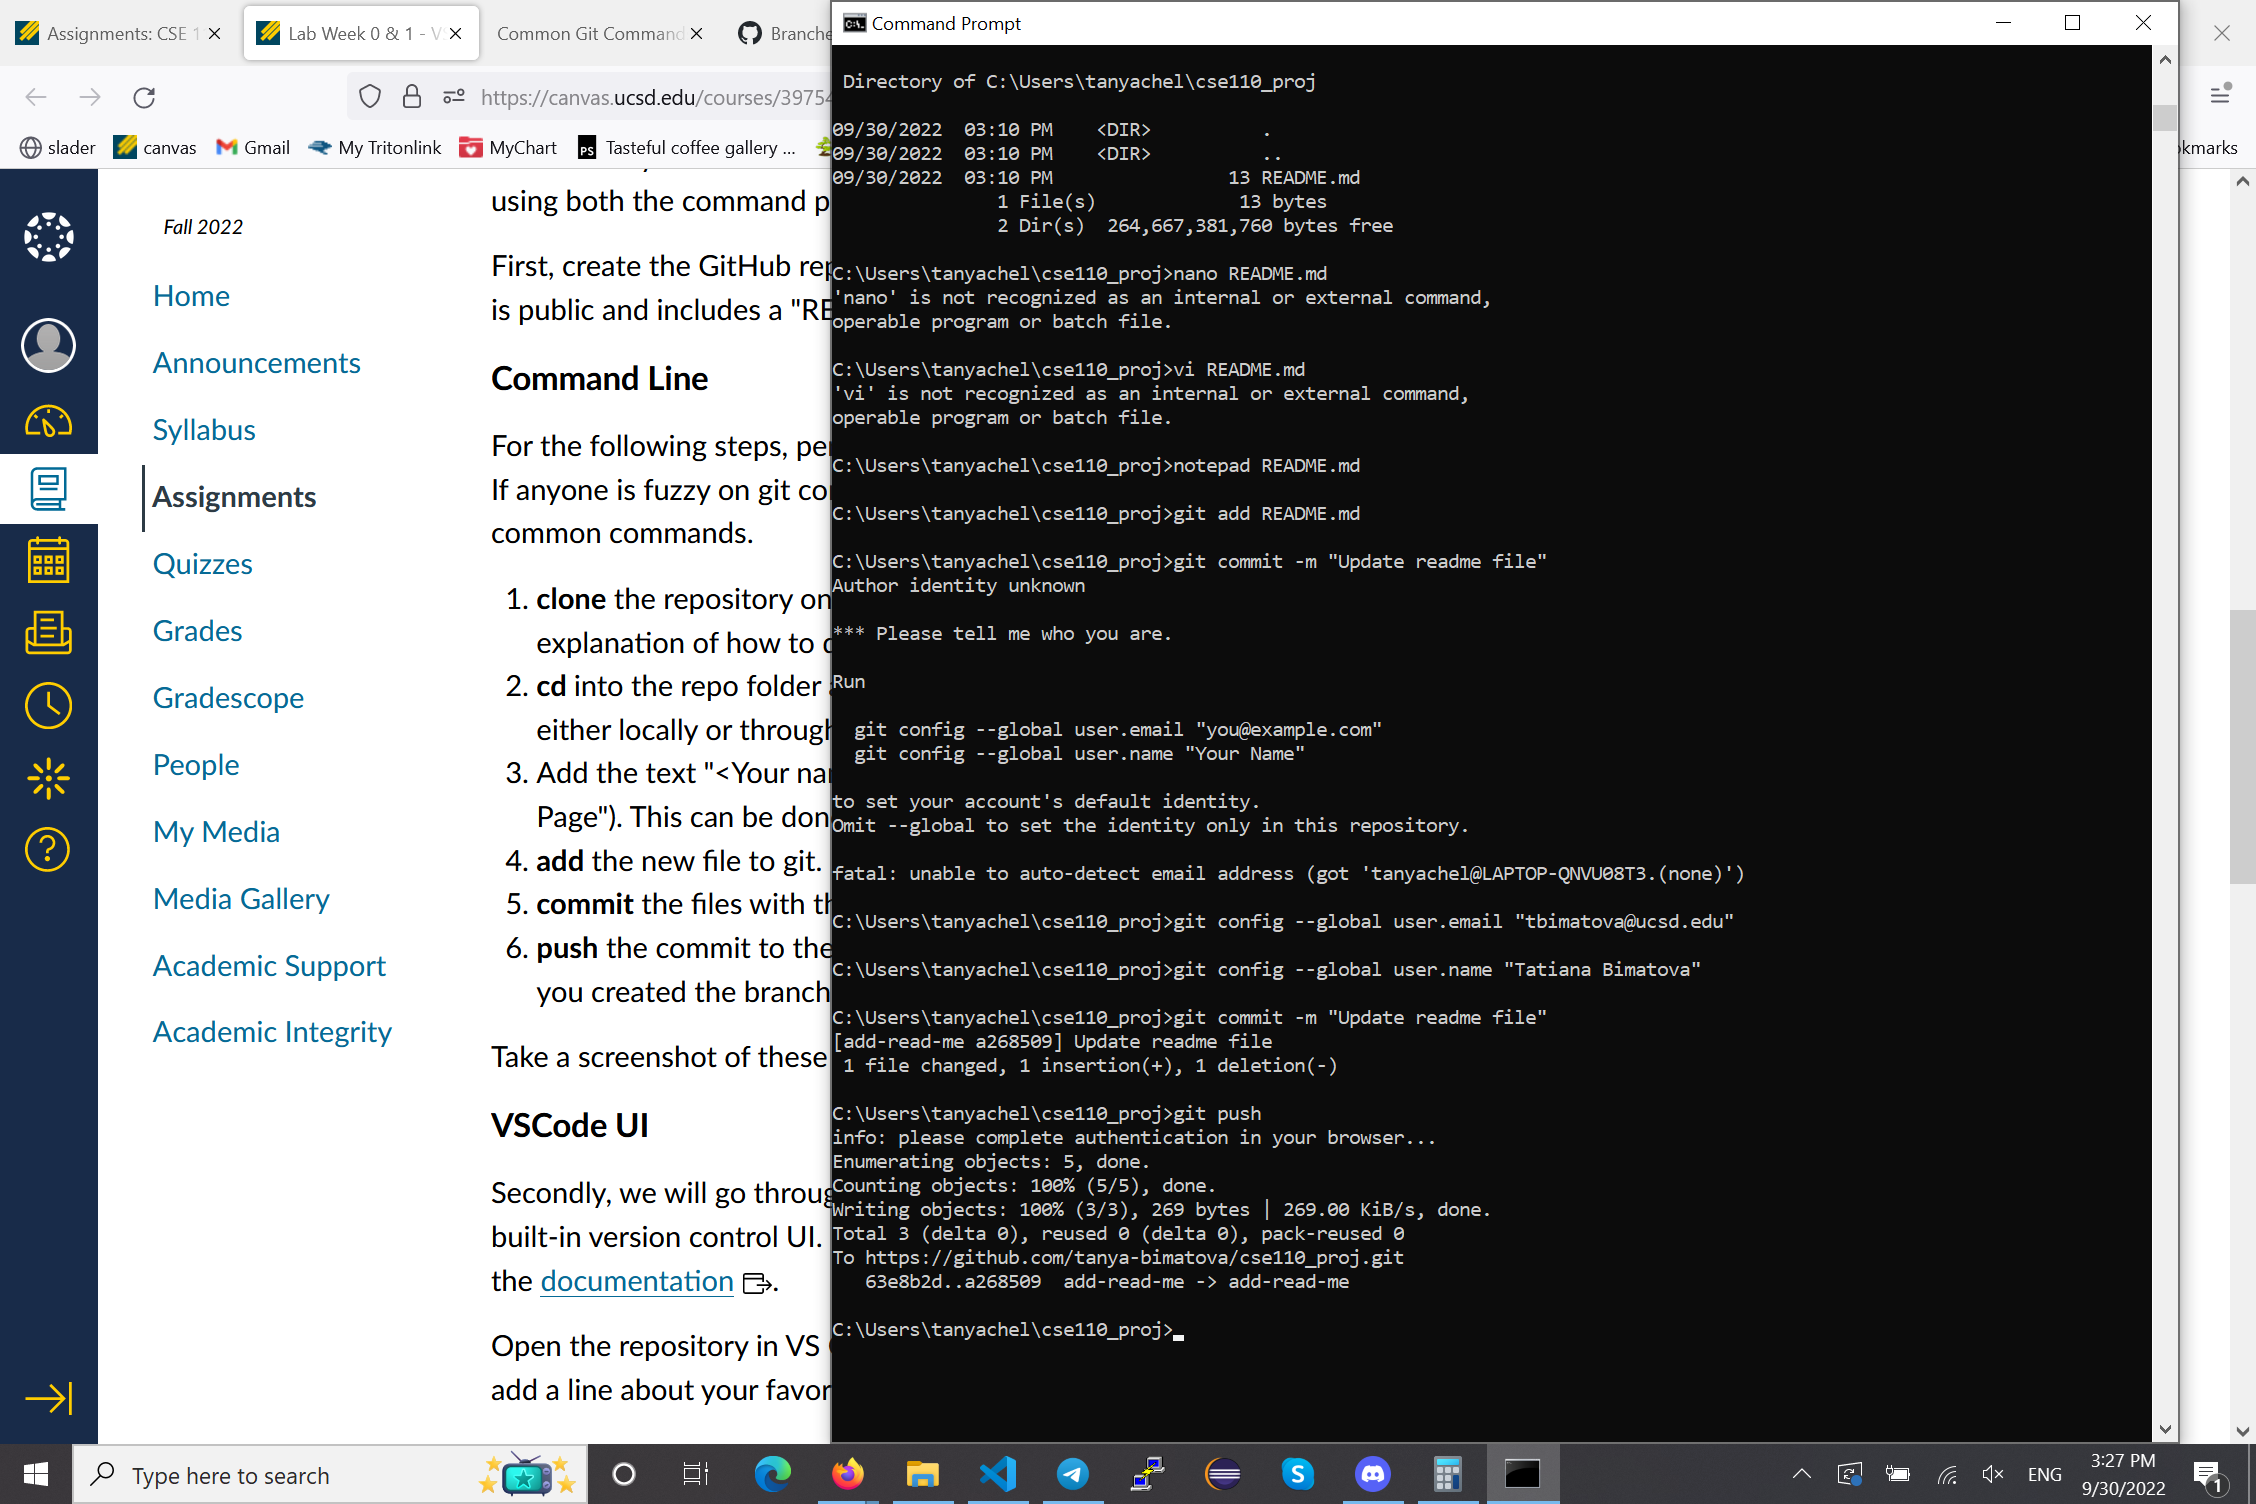 Assignments: CSE 1
Lab Week 0 & 1 - VS
Common Git Command
Branche
https://canvas.ucsd.edu/courses/39754
slader
canvas
Gmail
My Tritonlink
MyChart
PS
Tasteful coffee gallery ...
kmarks
Fall 2022
Home
Announcements
Syllabus
Assignments
Quizzes
Grades
Gradescope
People
My Media
Media Gallery
Academic Support
Academic Integrity
using both the command p
First, create the GitHub rep
is public and includes a "RE
Command Line
For the following steps, per
If anyone is fuzzy on git co
common commands.
1. clone the repository on
explanation of how to c
2. cd into the repo folder
either locally or through
3. Add the text "<Your nar
Page"). This can be don
4. add the new file to git.
5. commit the files with th
6. push the commit to the
you created the branch
Take a screenshot of these
VSCode UI
Secondly, we will go throug
built-in version control UI.
the documentation .
Open the repository in VS C
add a line about your favor
Command Prompt
Directory of C:\Users\tanyachel\cse110_proj
09/30/2022  03:10 PM    <DIR>          .
09/30/2022  03:10 PM    <DIR>          ..
09/30/2022  03:10 PM                13 README.md
1 File(s)             13 bytes
2 Dir(s)  264,667,381,760 bytes free
C:\Users\tanyachel\cse110_proj>nano README.md
'nano' is not recognized as an internal or external command,
operable program or batch file.
C:\Users\tanyachel\cse110_proj>vi README.md
'vi' is not recognized as an internal or external command,
operable program or batch file.
C:\Users\tanyachel\cse110_proj>notepad README.md
C:\Users\tanyachel\cse110_proj>git add README.md
C:\Users\tanyachel\cse110_proj>git commit -m "Update readme file"
Author identity unknown
*** Please tell me who you are.
Run
git config --global user.email "you@example.com"
git config --global user.name "Your Name"
to set your account's default identity.
Omit --global to set the identity only in this repository.
fatal: unable to auto-detect email address (got 'tanyachel@LAPTOP-QNVU08T3.(none)')
C:\Users\tanyachel\cse110_proj>git config --global user.email "tbimatova@ucsd.edu"
C:\Users\tanyachel\cse110_proj>git config --global user.name "Tatiana Bimatova"
C:\Users\tanyachel\cse110_proj>git commit -m "Update readme file"
[add-read-me a268509] Update readme file
1 file changed, 1 insertion(+), 1 deletion(-)
C:\Users\tanyachel\cse110_proj>git push
info: please complete authentication in your browser...
Enumerating objects: 5, done.
Counting objects: 100% (5/5), done.
Writing objects: 100% (3/3), 269 bytes | 269.00 KiB/s, done.
Total 3 (delta 0), reused 0 (delta 0), pack-reused 0
To https://github.com/tanya-bimatova/cse110_proj.git
63e8b2d..a268509  add-read-me -> add-read-me
C:\Users\tanyachel\cse110_proj>
Type here to search
ENG
3:27 PM
9/30/2022
1